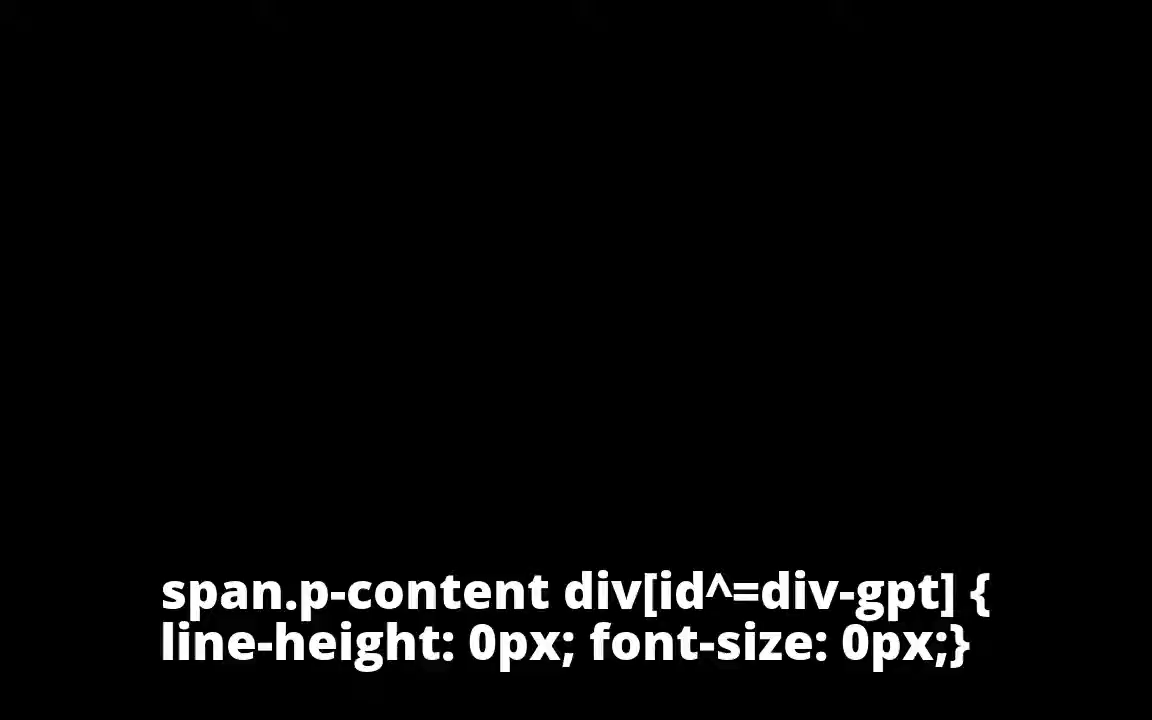 span.p-content div[id^=div-gpt] {
line-height: 0px; font-size: 0px;}